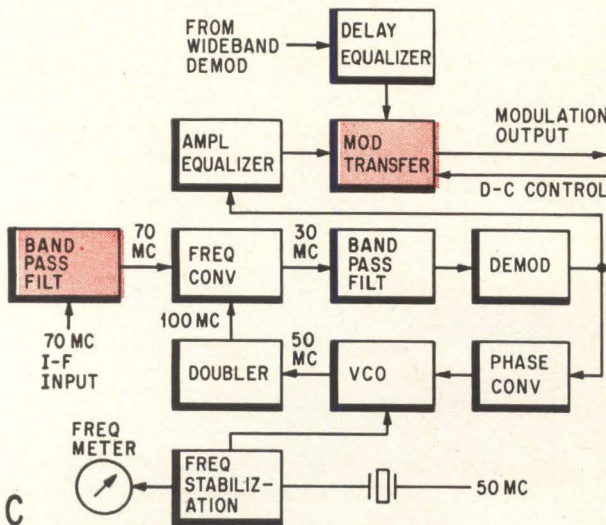 FROM
WIDEBAND
DEMOD
DELAY
EQUALIZER
AMPL
EQUALIZER
MOD
TRANSFER
MODULATION
OUTPUT
D-C CONTROL
BAND
PASS
FILT
70
MC
FREQ
CONV
30
MC
BAND
PASS
FILT
DEMOD
70 MC
I-F
INPUT
100 MC
DOUBLER
50
MC
VCO
PHASE
CONV
FREQ
METER
FREQ
STABILIZ-
ATION
50 MC
C